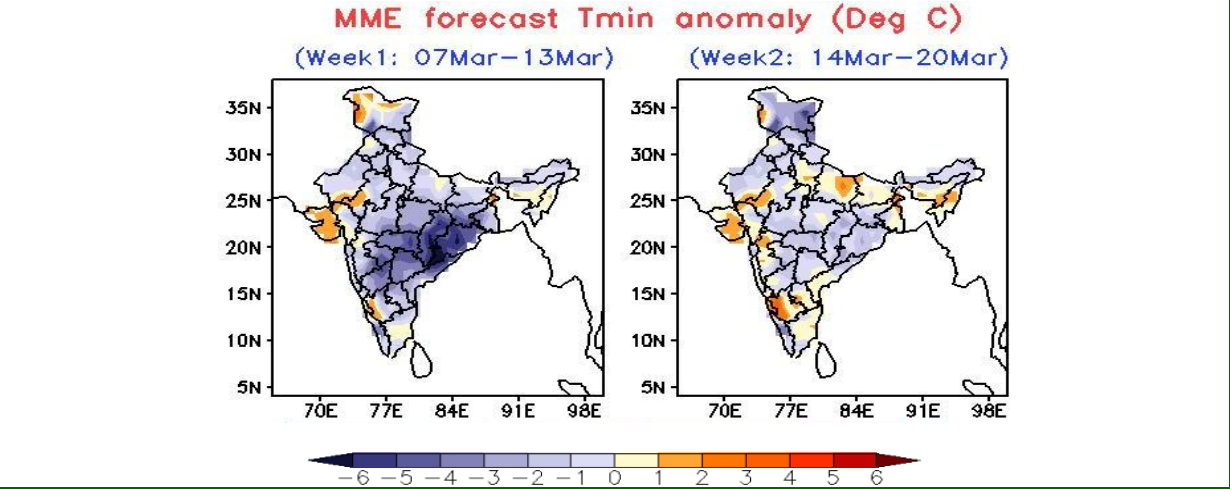 MME forecast Tmin anomaly (Deg C)
(Week1: 07Mar−13Mar) (Week2: 14Mar−20Mar)
35N 35N
30N 30N
25N 25N
20N 20N
15N 15N
10N 10N
5N 5N
70E 77E 84E 91E 98E 70E 77E 84E 91E 98E
−6 −5 −4 −3 −2 −1 0 1 2 3 4 5 6